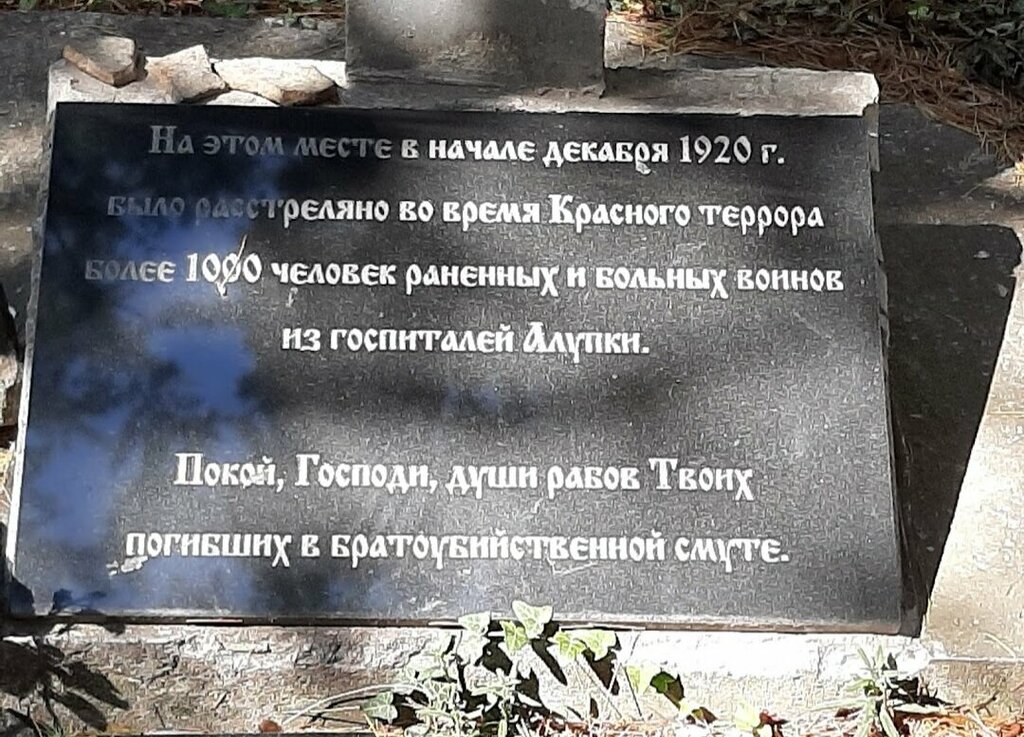 На этом месте в начале декабря 1920 г.
было расстреляно во время Красного террора
более 1000 человек раненных и больных воинов
из госпиталей Алупки.
Покой, Господи, души рабов Твоих
погибших в братоубийственной смуте.